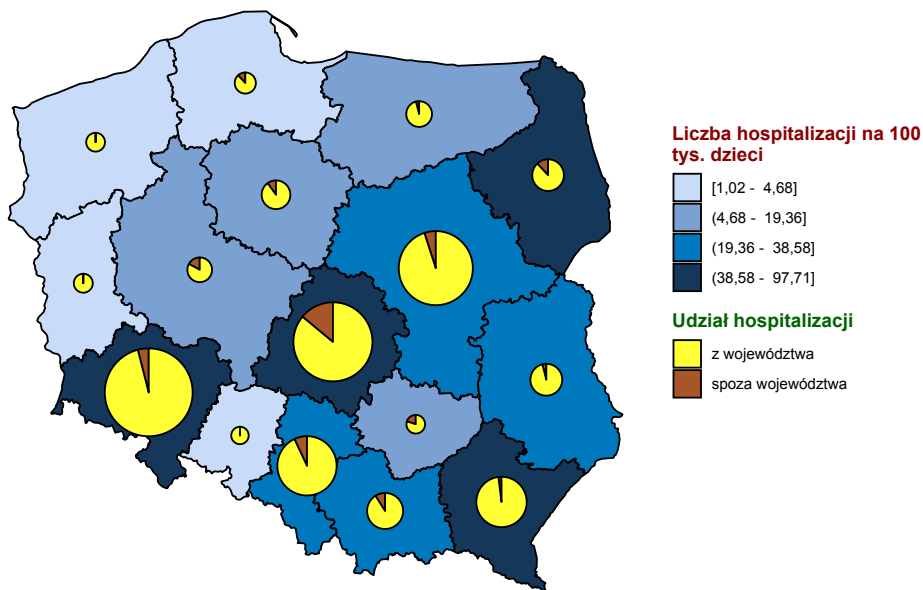 Liczba hospitalizacji na 100
tys. dzieci
[1,02 - 4,68]
(4,68 - 19,36]
(19,36 - 38,58]
(38,58 - 97,71]
Udział hospitalizacji
z województwa
spoza województwa